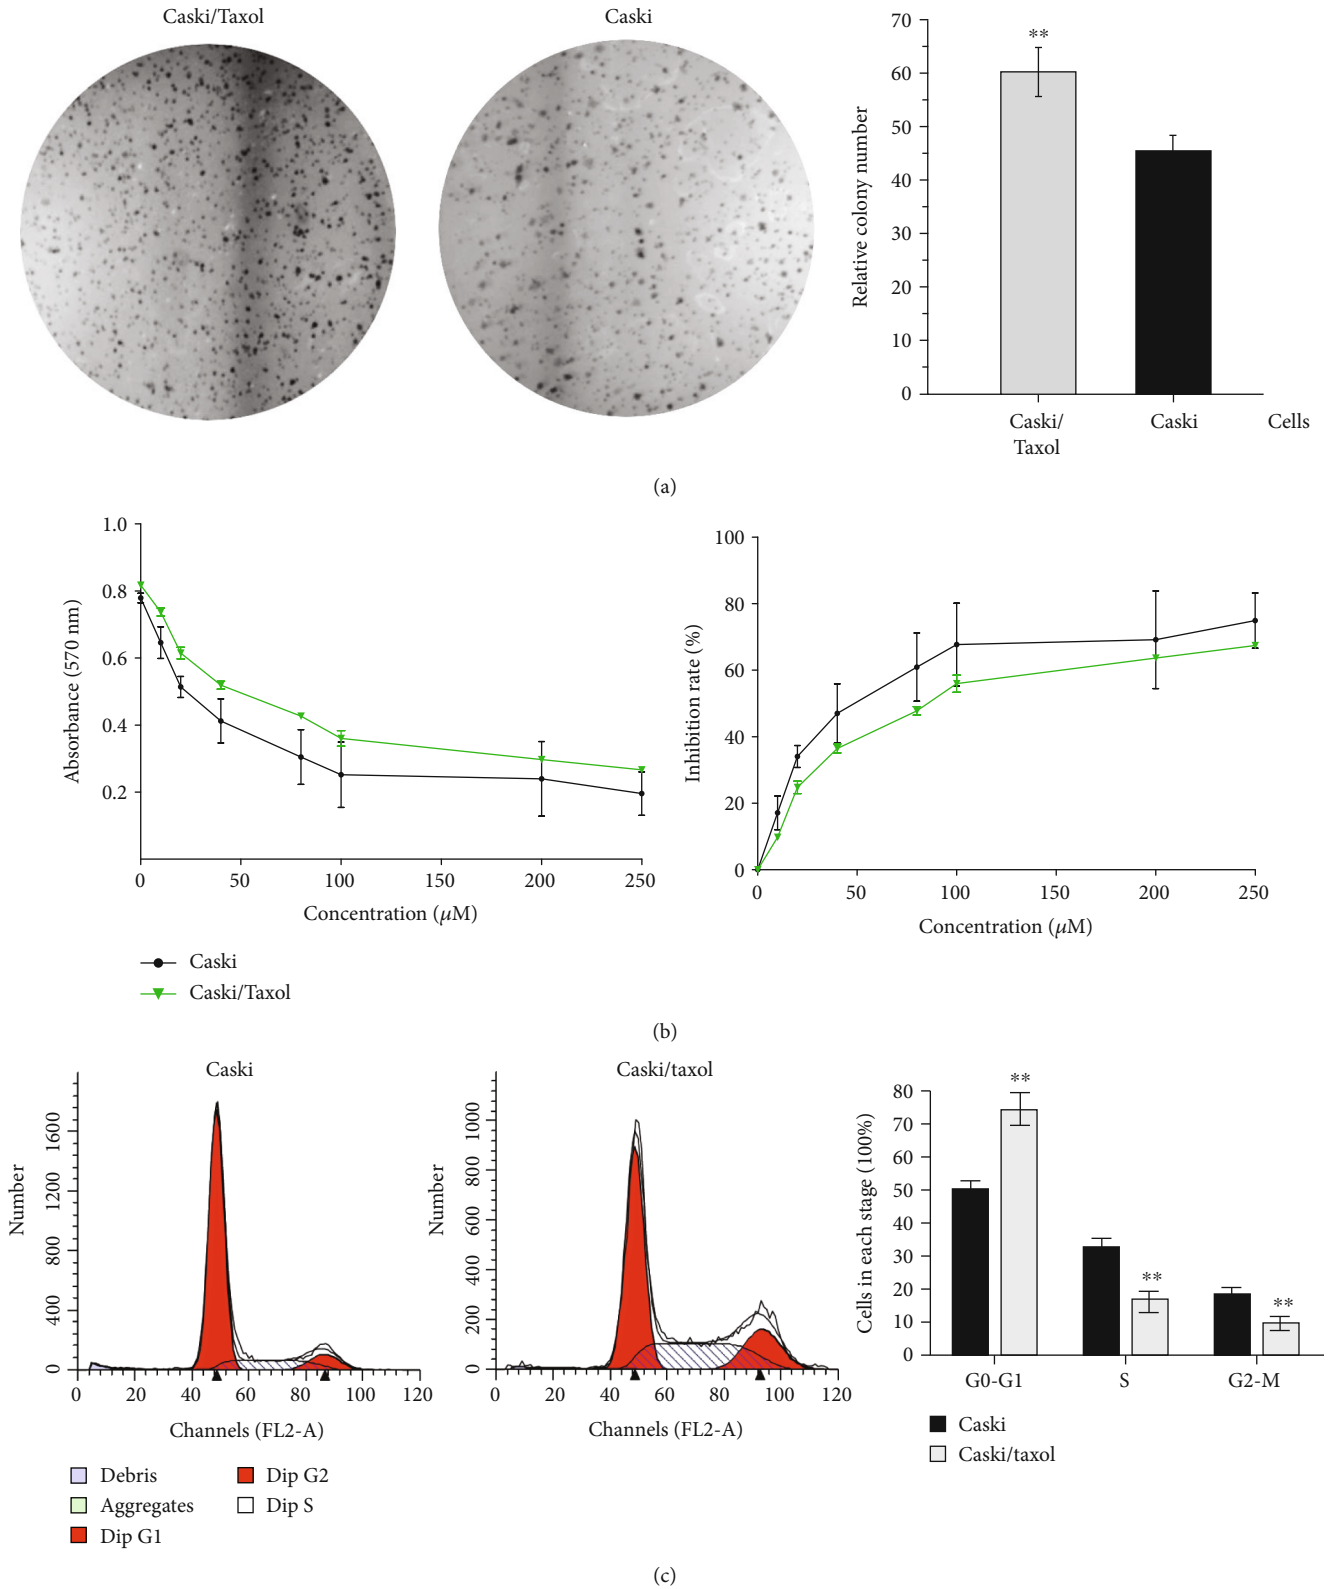 Caski/Taxol
Caski
70
60
50
40
30
20
10
0
Relative colony number
**
Caski/
Taxol
Caski
Cells
(a)
1.0
0.8
0.6
0.4
0.2
Absorbance (570 nm)
0 50 100 150 200 250
Concentration (μM)
Caski
Caski/Taxol
100
80
60
40
20
0
Inhibition rate (%)
0 50 100 150 200 250
Concentration (μM)
(b)
Caski
1600
1200
800
400
0
Number
0 20 40 60 80 100 120
Channels (FL2-A)
Caski/taxol
1000
800
600
400
200
0
Number
0 20 40 60 80 100 120
Channels (FL2-A)
Debris
Aggregates
Dip G1
Dip G2
Dip S
80
70
60
50
40
30
20
10
0
Cells in each stage (100%)
**
**
**
G0-G1 S G2-M
Caski
Caski/taxol
(c)